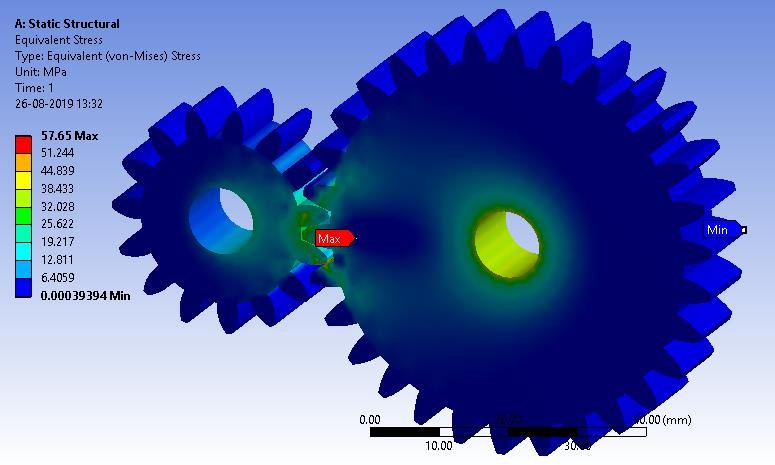 A: Static Structural
Equivalent Stress
Type: Equivalent (von-Mises) Stress
Unit: MPa
Time: 1
26-08-2019 13:32
57.65 Max
51.244
44.839
38.433
32.028
25.622
19.217
12.811
6.4059
0.00039394 Min
Max
Min
0.00 (mm)
10.00